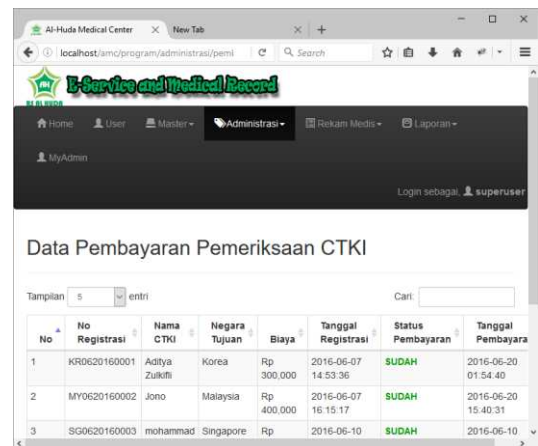 Al-Huda Medical Center
New Tab
localhost/amc/program/administrasi/pemb
Search
E-Service and Medical Record
Home User Master Administrasi Rekam Medis Laporan
MyAdmin
Login sebagai, superuser
Data Pembayaran Pemeriksaan CTKI
Tampilan 5 entri Cari:
No No Registrasi Nama CTKI Negara Tujuan Biaya Tanggal Registrasi Status Pembayaran Tanggal Pembayara
1 KR0620160001 Aditya Zulkifli Korea Rp 300,000 2016-06-07 14:53:36 SUDAH 2016-06-20 01:54:40
2 MY0620160002 Jono Malaysia Rp 400,000 2016-06-07 16:15:17 SUDAH 2016-06-20 15:40:31
3 SG0620160003 mohammad Singapore Rp 2016-06-10 SUDAH 2016-06-10